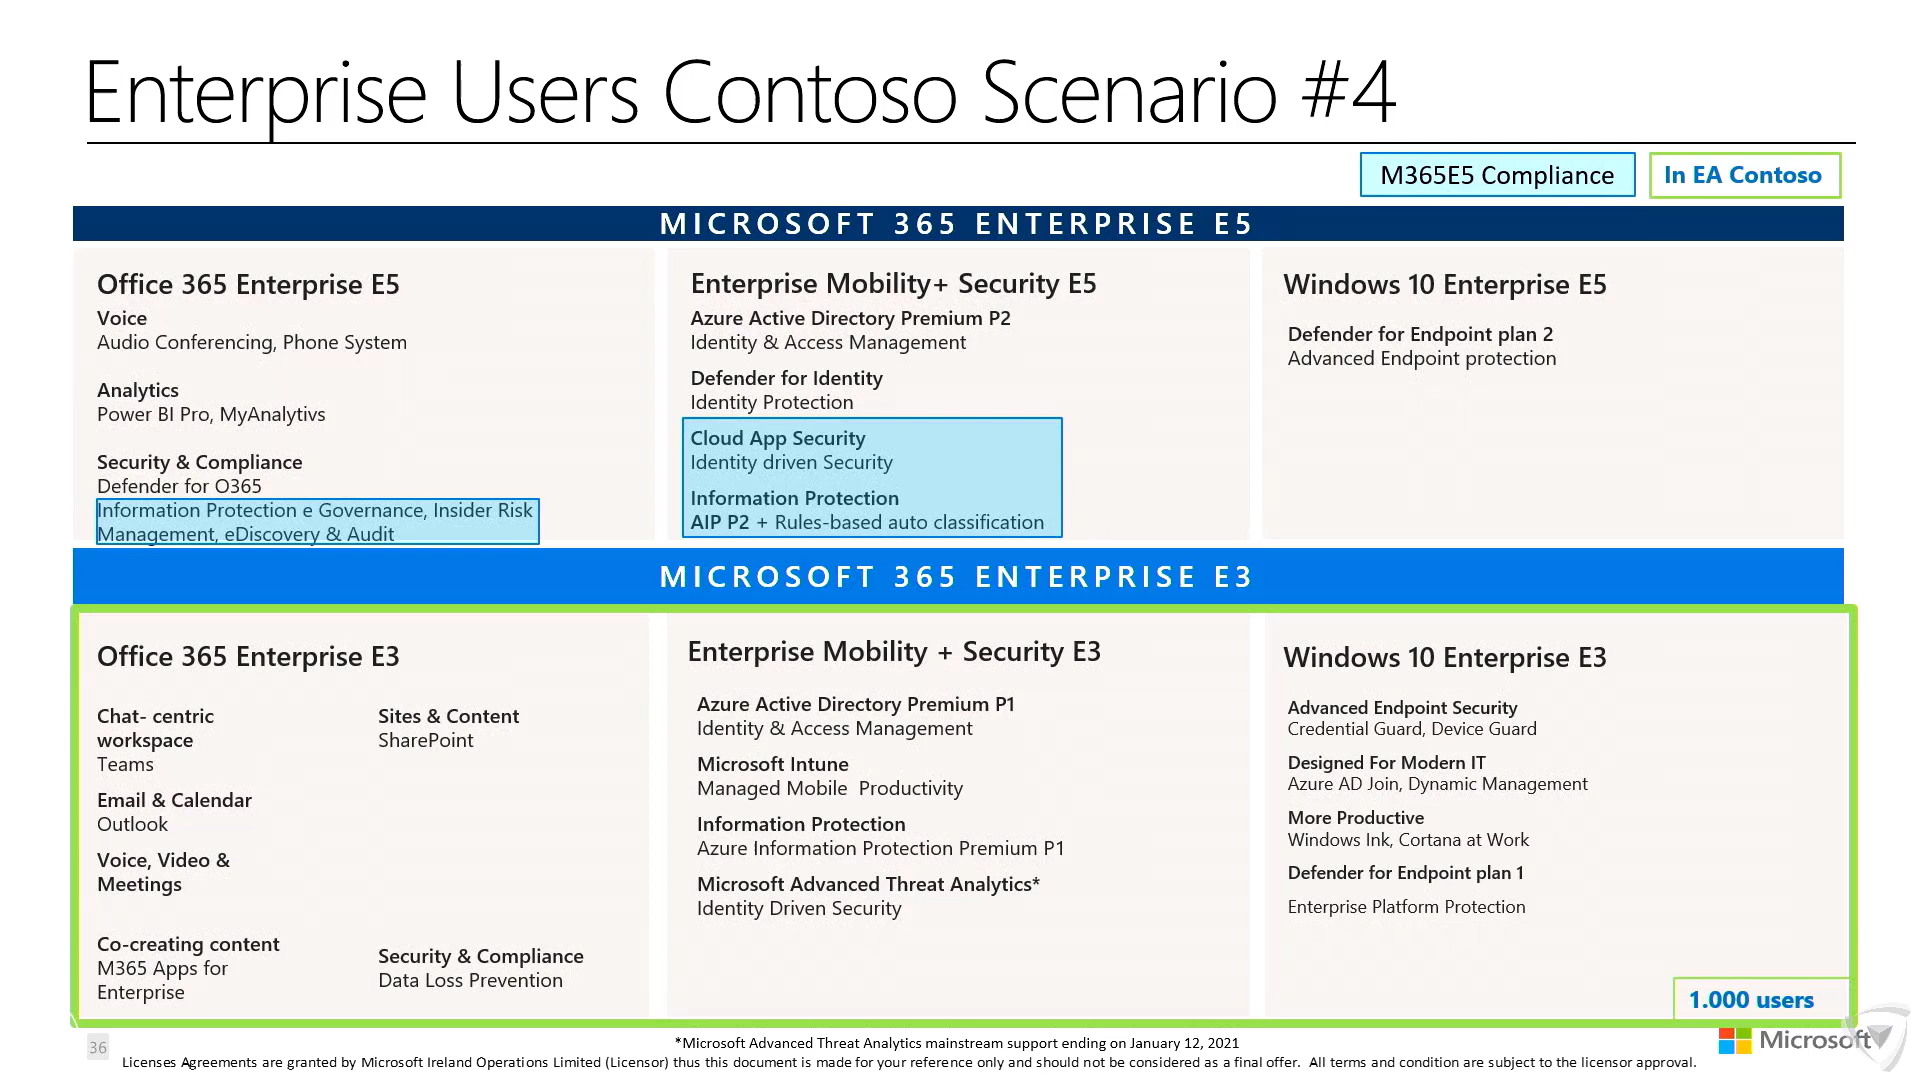 Enterprise Users Contoso Scenario #4
M365E5 Compliance
In EA Contoso
MICROSOFT 365 ENTERPRISE E5
Office 365 Enterprise E5
Voice
Audio Conferencing, Phone System
Analytics
Power BI Pro, MyAnalytivs
Security & Compliance
Defender for O365
Information Protection e Governance, Insider Risk
Management, eDiscovery & Audit
Enterprise Mobility+ Security E5
Azure Active Directory Premium P2
Identity & Access Management
Defender for Identity
Identity Protection
Cloud App Security
Identity driven Security
Information Protection
AIP P2 + Rules-based auto classification
Windows 10 Enterprise E5
Defender for Endpoint plan 2
Advanced Endpoint protection
MICROSOFT 365 ENTERPRISE E3
Office 365 Enterprise E3
Chat- centric
workspace
Teams
Email & Calendar
Outlook
Voice, Video &
Meetings
Co-creating content
M365 Apps for
Enterprise
Sites & Content
SharePoint
Security & Compliance
Data Loss Prevention
Enterprise Mobility + Security E3
Azure Active Directory Premium P1
Identity & Access Management
Microsoft Intune
Managed Mobile  Productivity
Information Protection
Azure Information Protection Premium P1
Microsoft Advanced Threat Analytics*
Identity Driven Security
Windows 10 Enterprise E3
Advanced Endpoint Security
Credential Guard, Device Guard
Designed For Modern IT
Azure AD Join, Dynamic Management
More Productive
Windows Ink, Cortana at Work
Defender for Endpoint plan 1
Enterprise Platform Protection
1.000 users
36
*Microsoft Advanced Threat Analytics mainstream support ending on January 12, 2021
Licenses Agreements are granted by Microsoft Ireland Operations Limited (Licensor) thus this document is made for your reference only and should not be considered as a final offer.  All terms and condition are subject to the licensor approval.
Microsoft